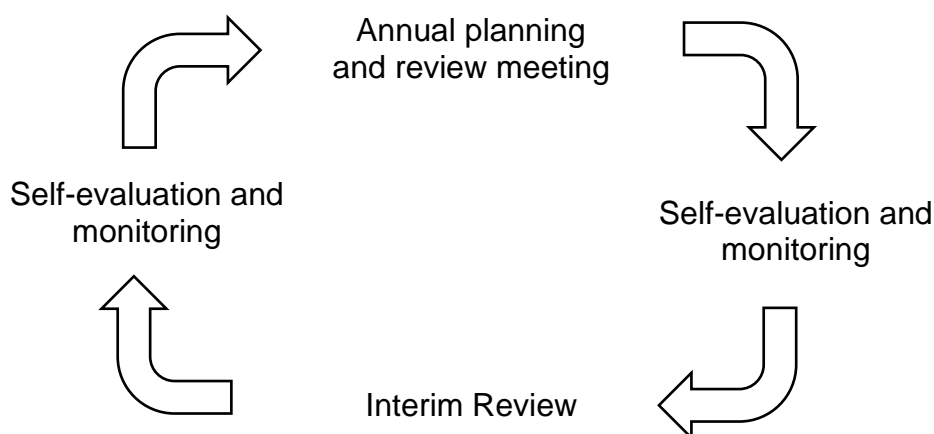 Annual planning
and review meeting
Self-evaluation and
monitoring
Self-evaluation and
monitoring
Interim Review